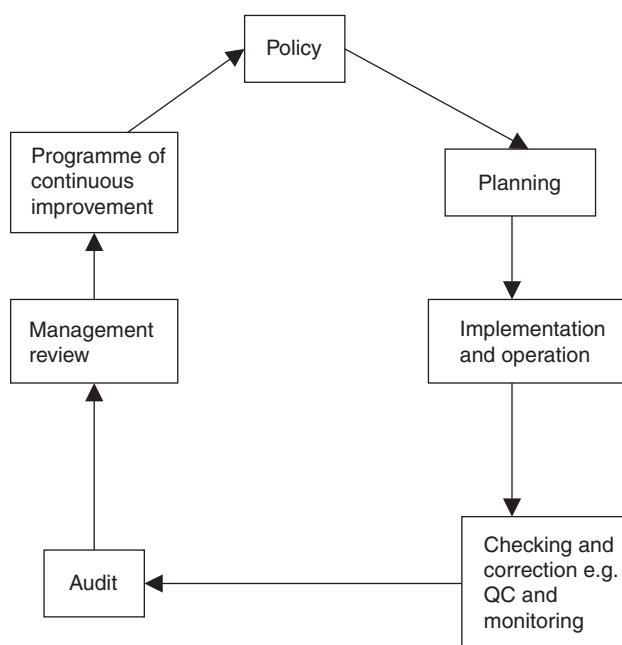 Policy
Planning
Implementation
and operation
Checking and
correction e.g.
QC and
monitoring
Audit
Management
review
Programme of
continuous
improvement